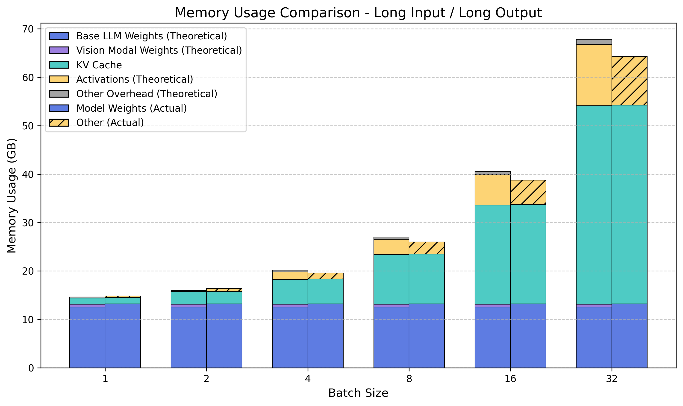 Memory Usage Comparison - Long Input / Long Output
Base LLM Weights (Theoretical)
Vision Modal Weights (Theoretical)
KV Cache
Activations (Theoretical)
Other Overhead (Theoretical)
Model Weights (Actual)
Other (Actual)
Memory Usage (GB)
70
60
50
40
30
20
10
0
1 2 4 8 16 32
Batch Size